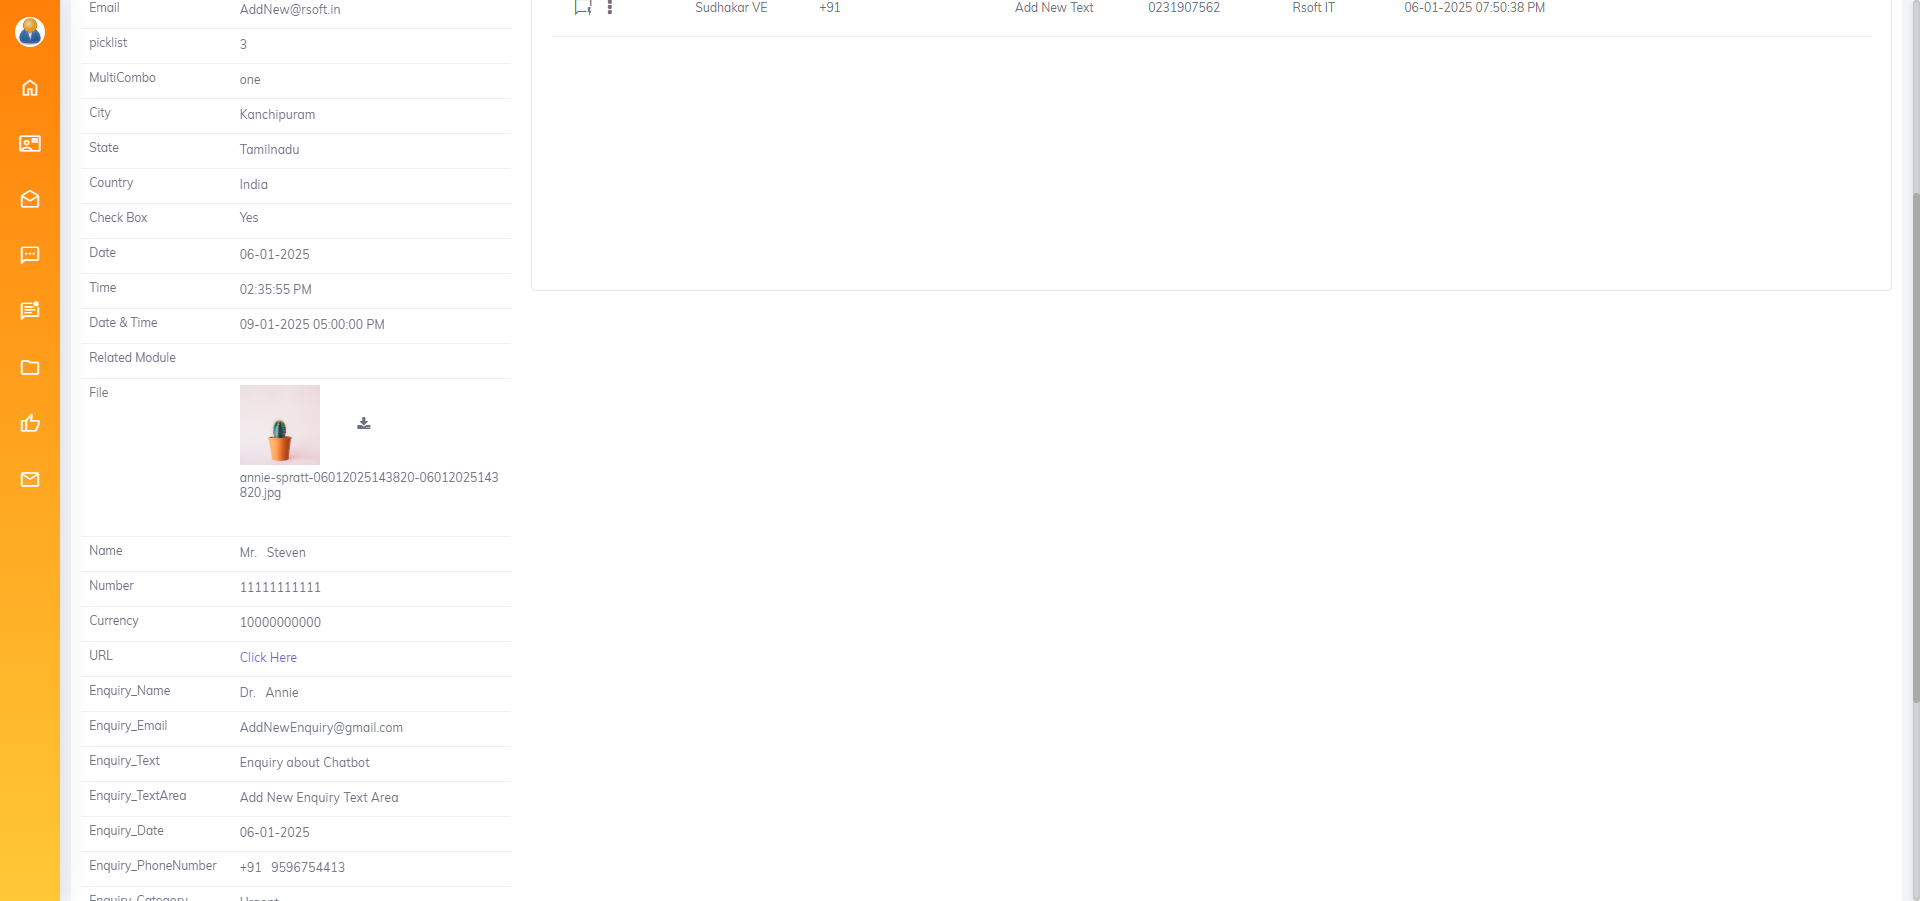 Email AddNew@rsoft.in
picklist 3
MultiCombo one
City Kanchipuram
State Tamilnadu
Country India
Check Box Yes
Date 06-01-2025
Time 02:35:55 PM
Date & Time 09-01-2025 05:00:00 PM
Related Module
File
annie-spratt-06012025143820-06012025143
820.jpg
Name Mr. Steven
Number 11111111111
Currency 10000000000
URL Click Here
Enquiry_Name Dr. Annie
Enquiry_Email AddNewEnquiry@gmail.com
Enquiry_Text Enquiry about Chatbot
Enquiry_TextArea Add New Enquiry Text Area
Enquiry_Date 06-01-2025
Enquiry_PhoneNumber +91 9596754413
Enquiry_Category Urgent
Sudhakar VE +91 Add New Text 0231907562 Rsoft IT 06-01-2025 07:50:38 PM